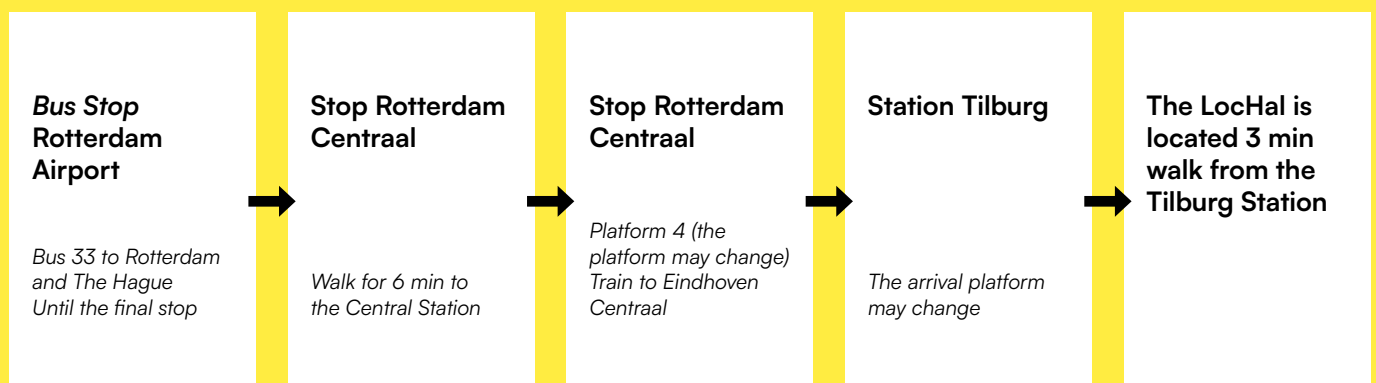 Bus Stop
Rotterdam
Airport
Bus 33 to Rotterdam
and The Hague
Until the final stop
Stop Rotterdam
Centraal
Walk for 6 min to
the Central Station
Stop Rotterdam
Centraal
Platform 4 (the
platform may change)
Train to Eindhoven
Centraal
Station Tilburg
The arrival platform
may change
The LocHal is
located 3 min
walk from the
Tilburg Station